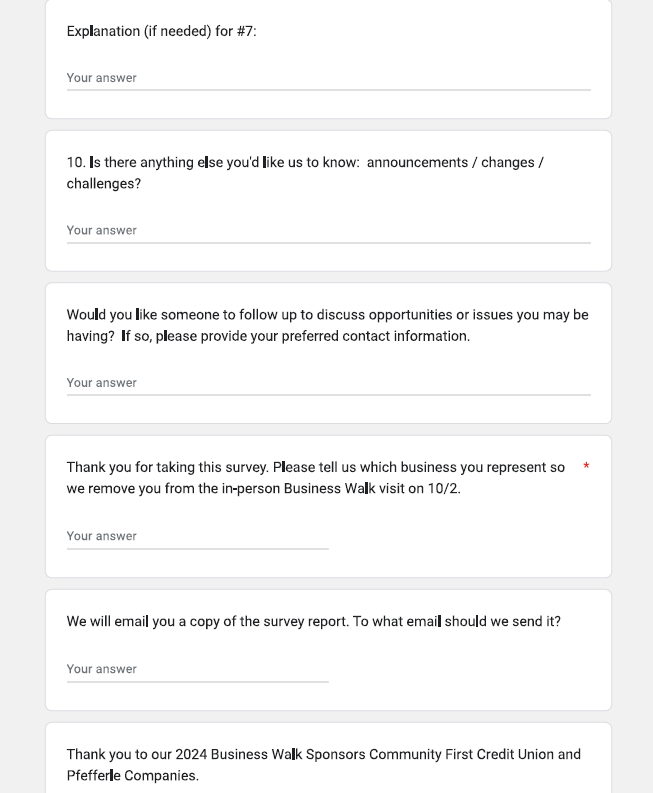 Explanation (if needed) for #7:
Your answer
10. Is there anything else you'd like us to know:  announcements / changes /
challenges?
Your answer
Would you like someone to follow up to discuss opportunities or issues you may be
having?  If so, please provide your preferred contact information.
Your answer
Thank you for taking this survey. Please tell us which business you represent so *
we remove you from the in-person Business Walk visit on 10/2.
Your answer
We will email you a copy of the survey report. To what email should we send it?
Your answer
Thank you to our 2024 Business Walk Sponsors Community First Credit Union and
Pfefferle Companies.